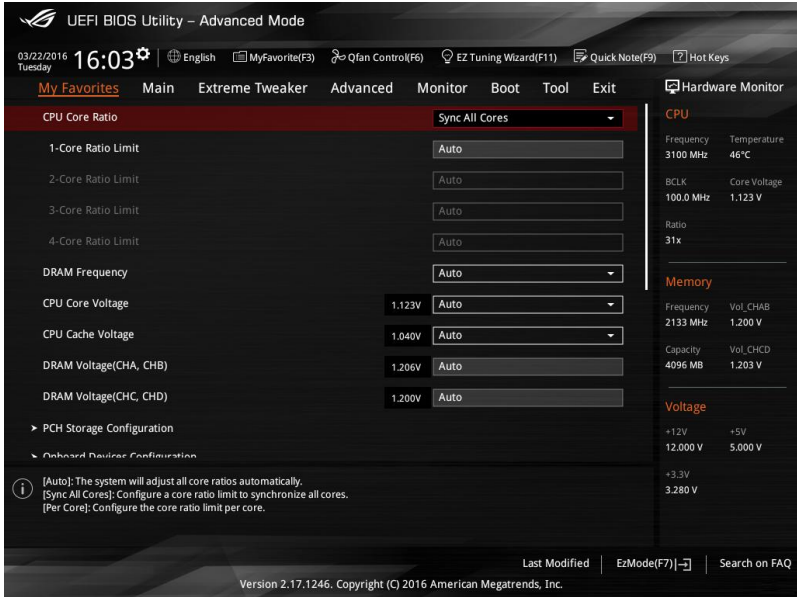 UEFI BIOS Utility – Advanced Mode
03/22/2016 Tuesday 16:03 English MyFavorite(F3) Qfan Control(F6) EZ Tuning Wizard(F11) Quick Note(F9) ? Hot Keys
My Favorites Main Extreme Tweaker Advanced Monitor Boot Tool Exit
CPU Core Ratio Sync All Cores
1-Core Ratio Limit Auto
2-Core Ratio Limit Auto
3-Core Ratio Limit Auto
4-Core Ratio Limit Auto
DRAM Frequency Auto
CPU Core Voltage 1.123V Auto
CPU Cache Voltage 1.040V Auto
DRAM Voltage(CHA, CHB) 1.206V Auto
DRAM Voltage(CHC, CHD) 1.200V Auto
> PCH Storage Configuration
> Onboard Devices Configuration
[Auto]: The system will adjust all core ratios automatically.
[Sync All Cores]: Configure a core ratio limit to synchronize all cores.
[Per Core]: Configure the core ratio limit per core.
Hardware Monitor
CPU
Frequency Temperature
3100 MHz 46°C
BCLK Core Voltage
100.0 MHz 1.123 V
Ratio
31x
Memory
Frequency Vol_CHAB
2133 MHz 1.200 V
Capacity Vol_CHCD
4096 MB 1.203 V
Voltage
+12V +5V
12.000 V 5.000 V
+3.3V
3.280 V
Last Modified EzMode(F7) Search on FAQ
Version 2.17.1246. Copyright (C) 2016 American Megatrends, Inc.